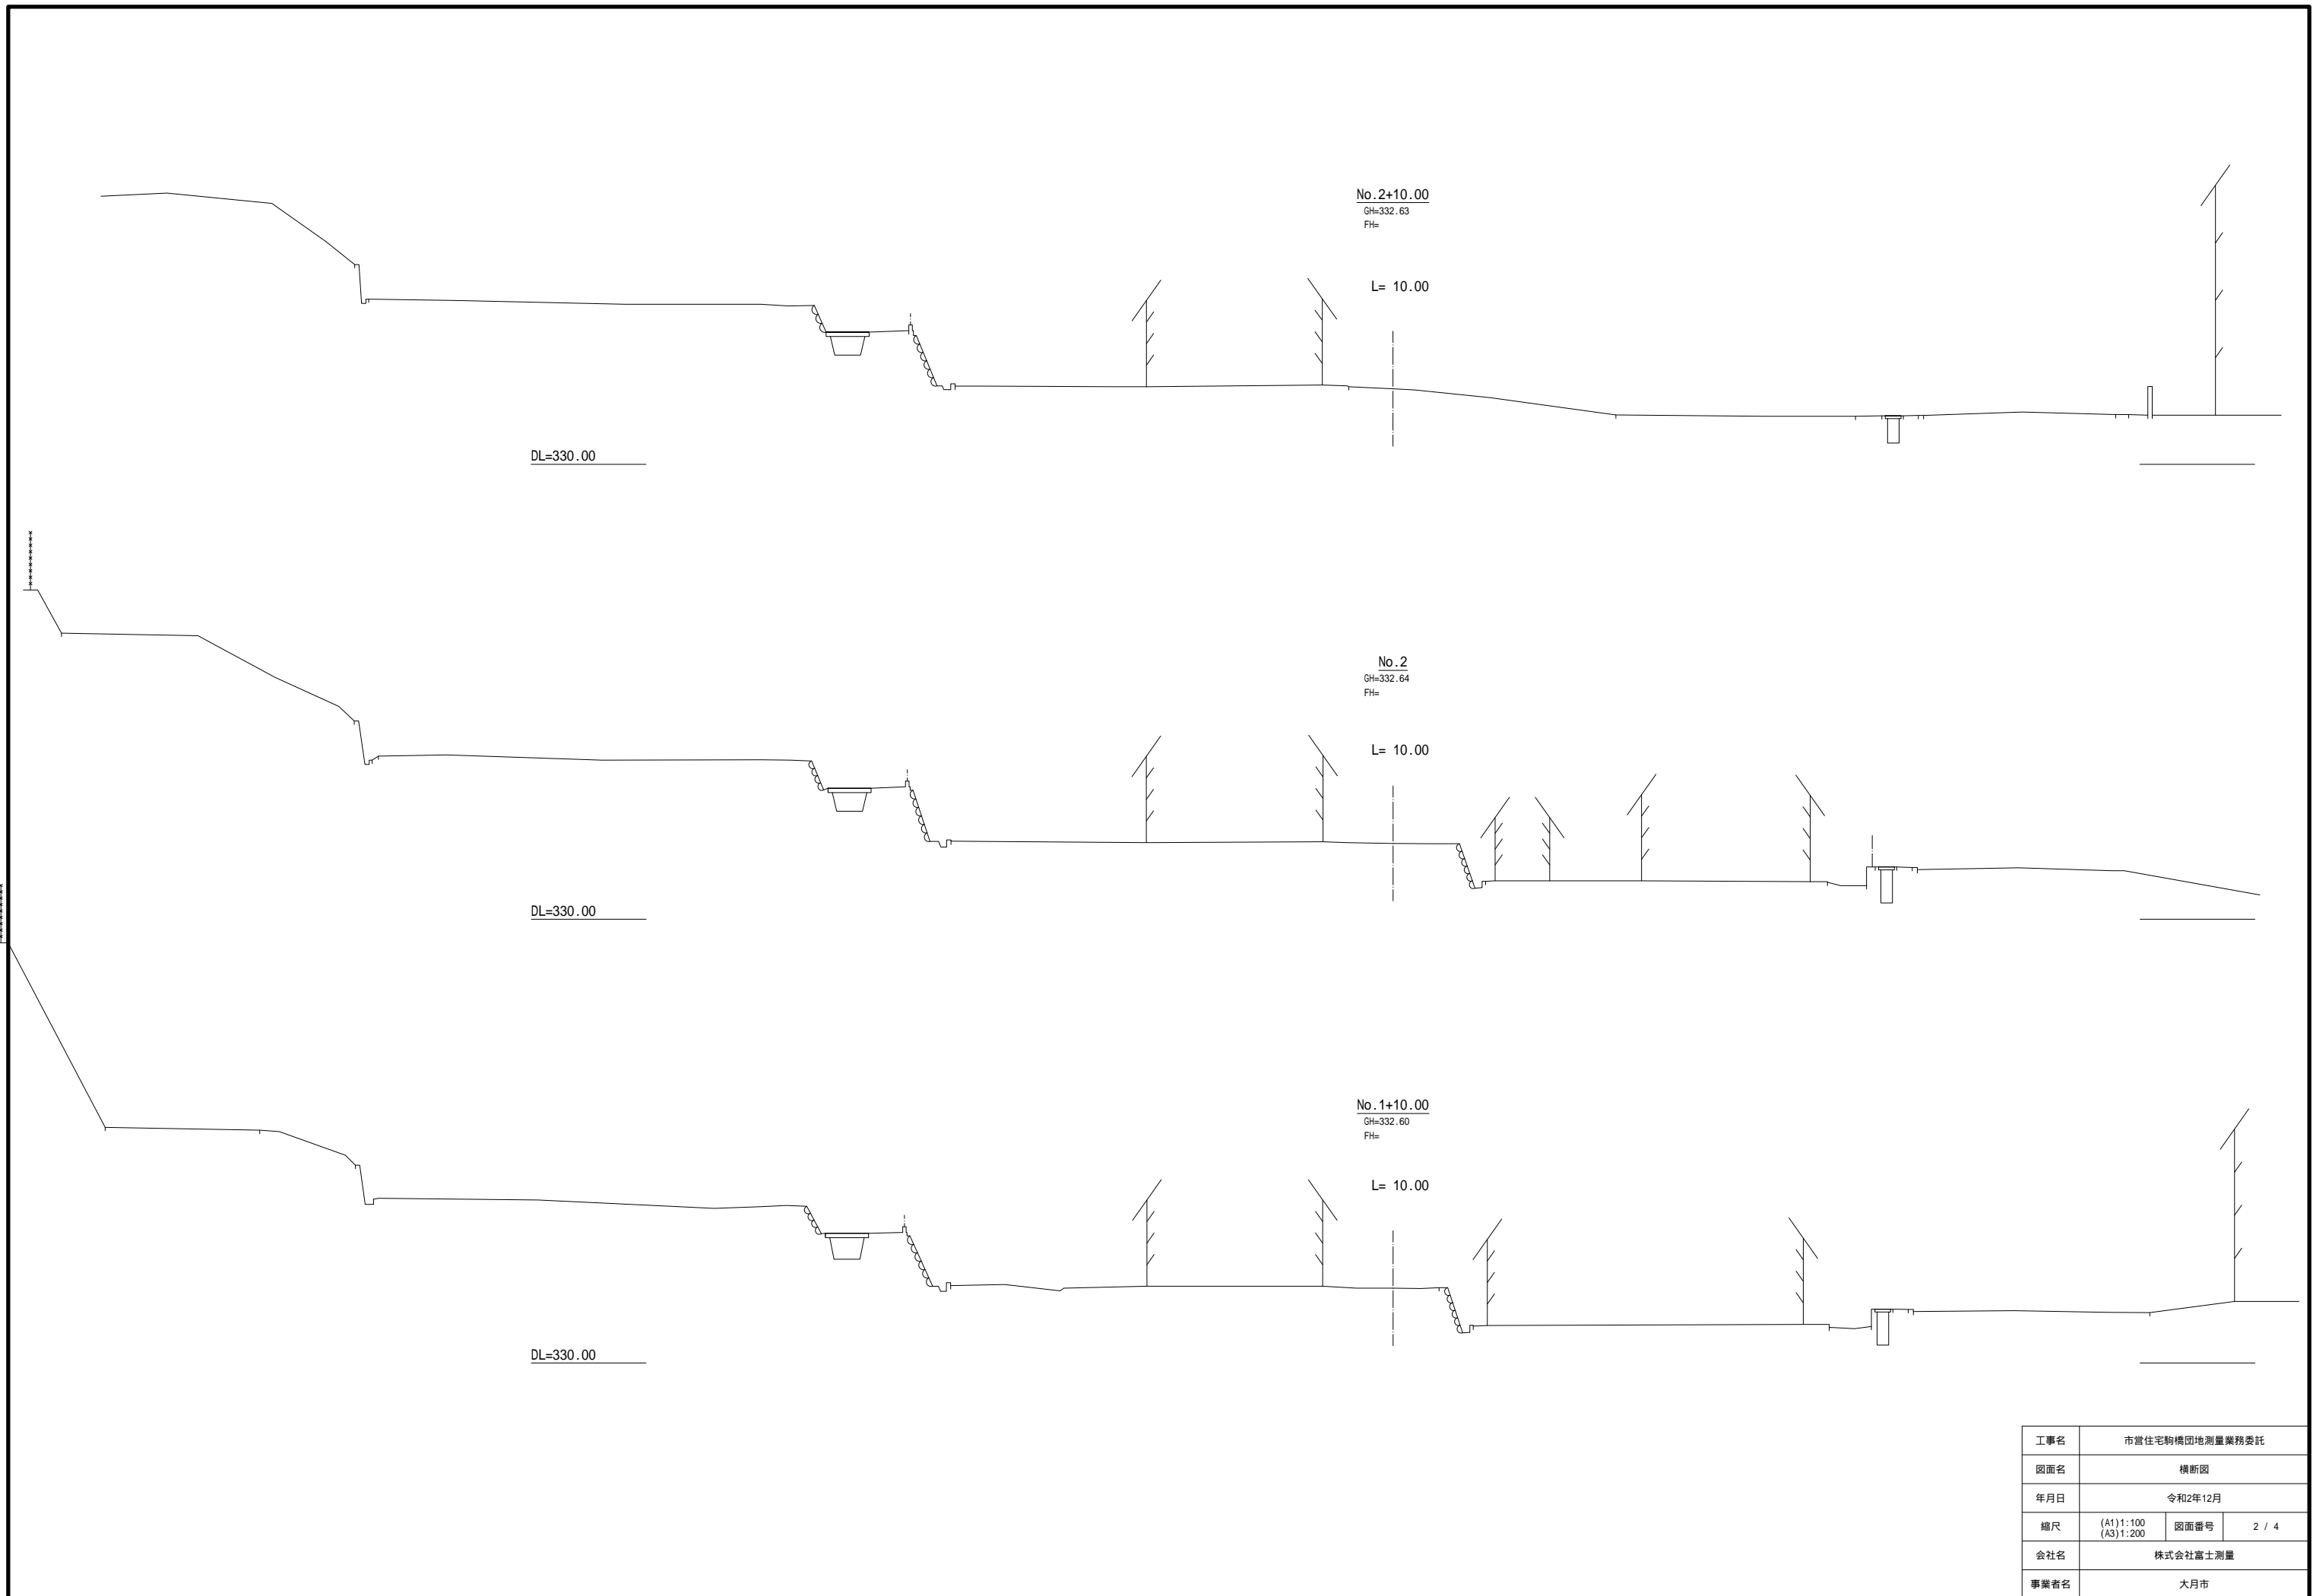 No.2+10.00
GH=332.63
FH=
L= 10.00
DL=330.00
No.2
GH=332.64
FH=
L= 10.00
DL=330.00
No.1+10.00
GH=332.60
FH=
L= 10.00
DL=330.00
工事名 市営住宅駒橋団地測量業務委託
図面名 横断図
年月日 令和2年12月
縮尺 (A1)1:100 (A3)1:200 図面番号 2 / 4
会社名 株式会社富士測量
事業者名 大月市